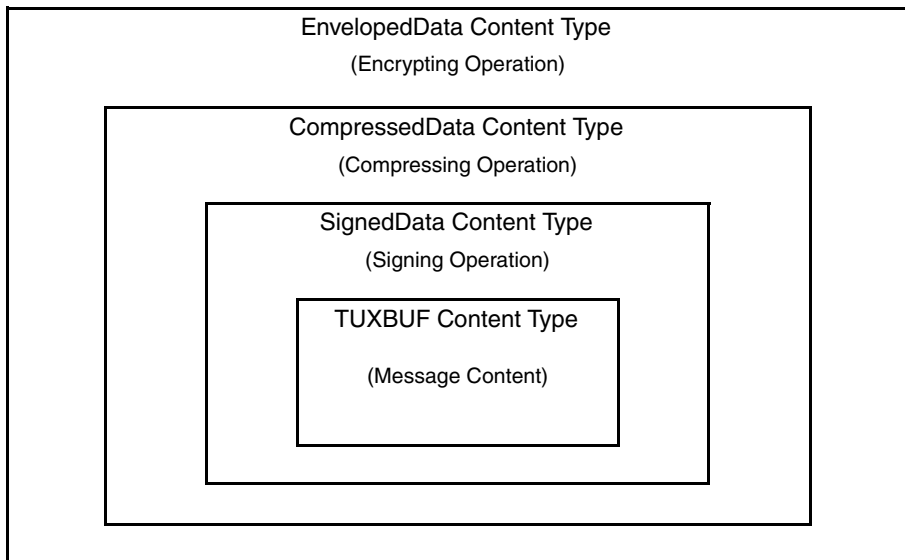 EnvelopedData Content Type
(Encrypting Operation)
CompressedData Content Type
(Compressing Operation)
SignedData Content Type
(Signing Operation)
TUXBUF Content Type
(Message Content)